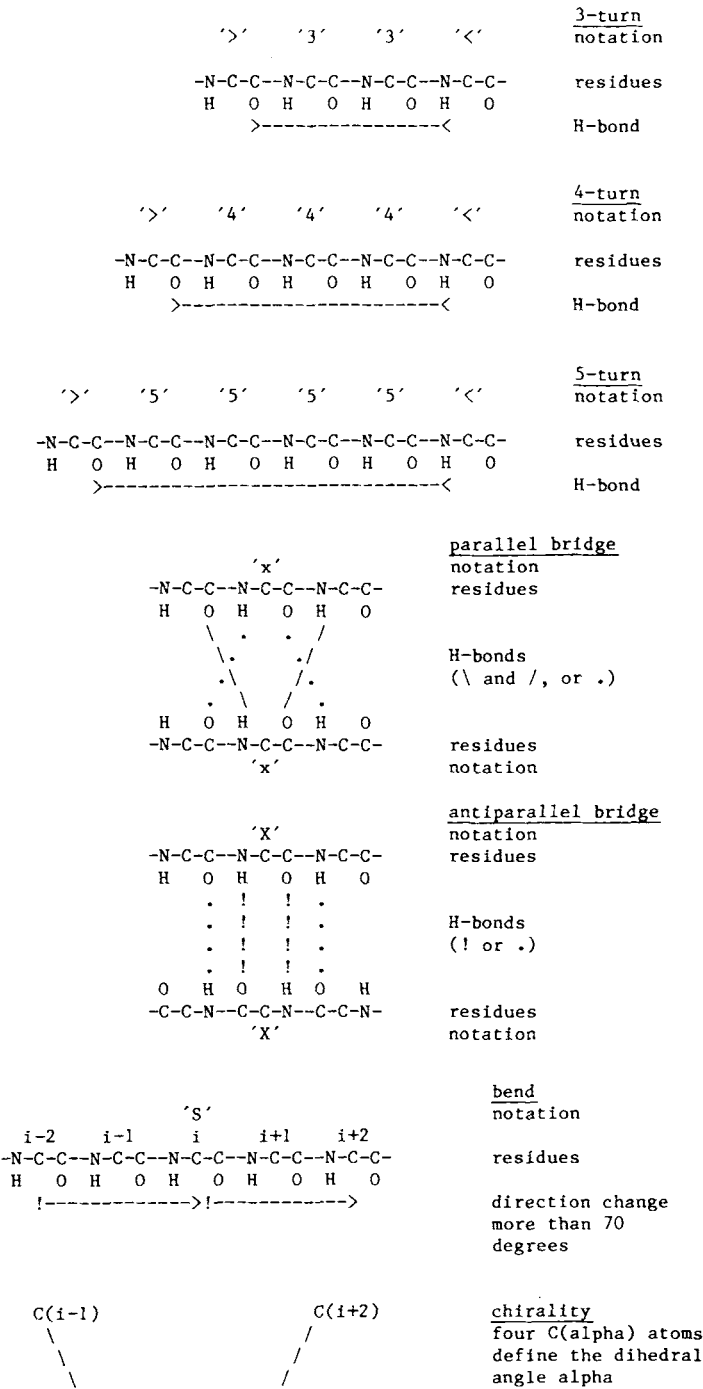 3-turn
'>' '3' '3' '<' notation
-N-C-C--N-C-C--N-C-C--N-C-C- residues
H O H O H O H O
>-----------------< H-bond
4-turn
'>' '4' '4' '4' '<' notation
-N-C-C--N-C-C--N-C-C--N-C-C--N-C-C- residues
H O H O H O H O H O
>------------------------< H-bond
5-turn
'>' '5' '5' '5' '5' '<' notation
-N-C-C--N-C-C--N-C-C--N-C-C--N-C-C--N-C-C- residues
H O H O H O H O H O H O
>-------------------------------< H-bond
parallel bridge
'x' notation
-N-C-C--N-C-C--N-C-C- residues
H O H O H O
\ . . /
\. ./ H-bonds
.\ /. (\ and /, or .)
. \ / .
H O H O H O
-N-C-C--N-C-C--N-C-C- residues
'x' notation
antiparallel bridge
'X' notation
-N-C-C--N-C-C--N-C-C- residues
H O H O H O
. ! ! .
. ! ! . H-bonds
. ! ! . (! or .)
. ! ! .
O H O H O H
-C-C-N--C-C-N--C-C-N- residues
'X' notation
bend
'S' notation
i-2 i-1 i i+1 i+2
-N-C-C--N-C-C--N-C-C--N-C-C--N-C-C- residues
H O H O H O H O H O
!------------->!------------> direction change
more than 70
degrees
C(i-1) C(i+2) chirality
\ / four C(alpha) atoms
\ / define the dihedral
\ / angle alpha